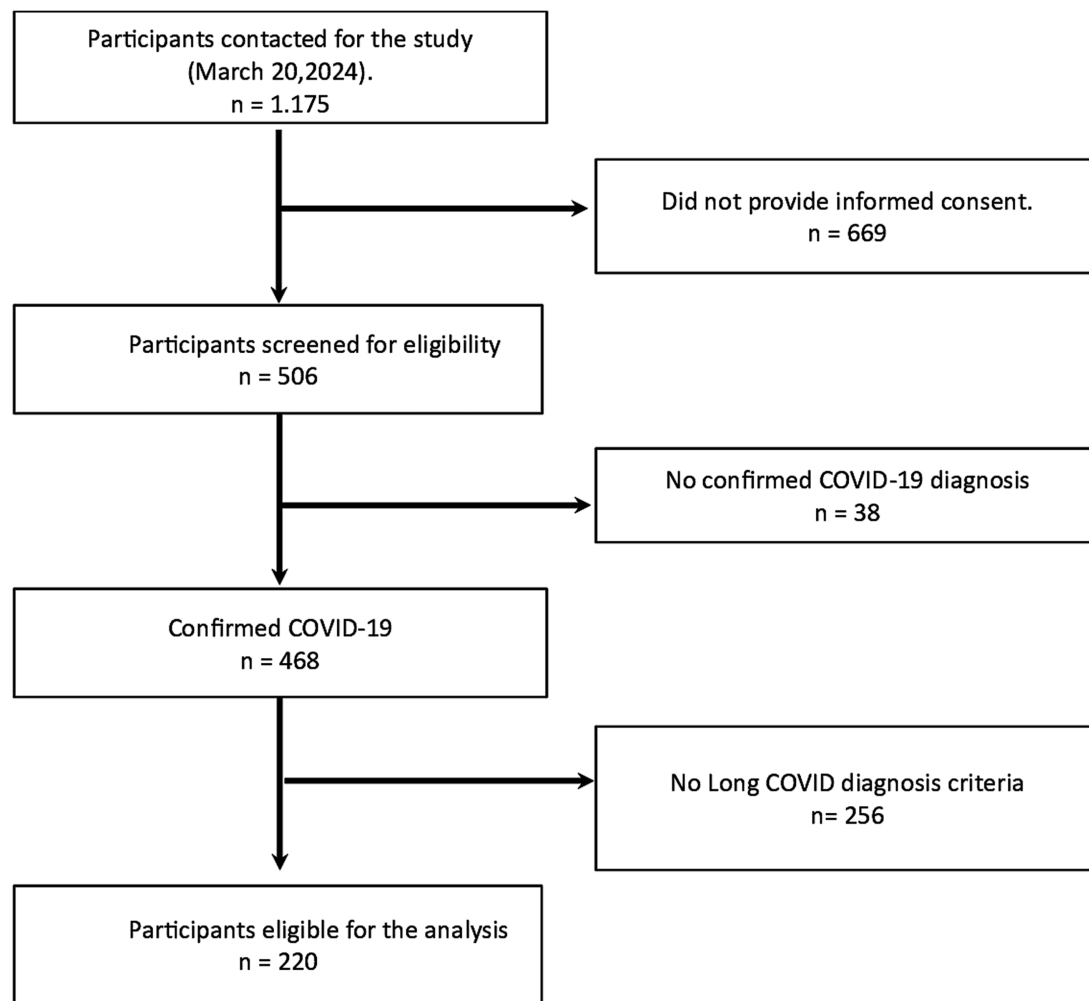 Participants contacted for the study
(March 20,2024).
n = 1.175
Did not provide informed consent.
n = 669
Participants screened for eligibility
n = 506
No confirmed COVID-19 diagnosis
n = 38
Confirmed COVID-19
n = 468
No Long COVID diagnosis criteria
n= 256
Participants eligible for the analysis
n = 220